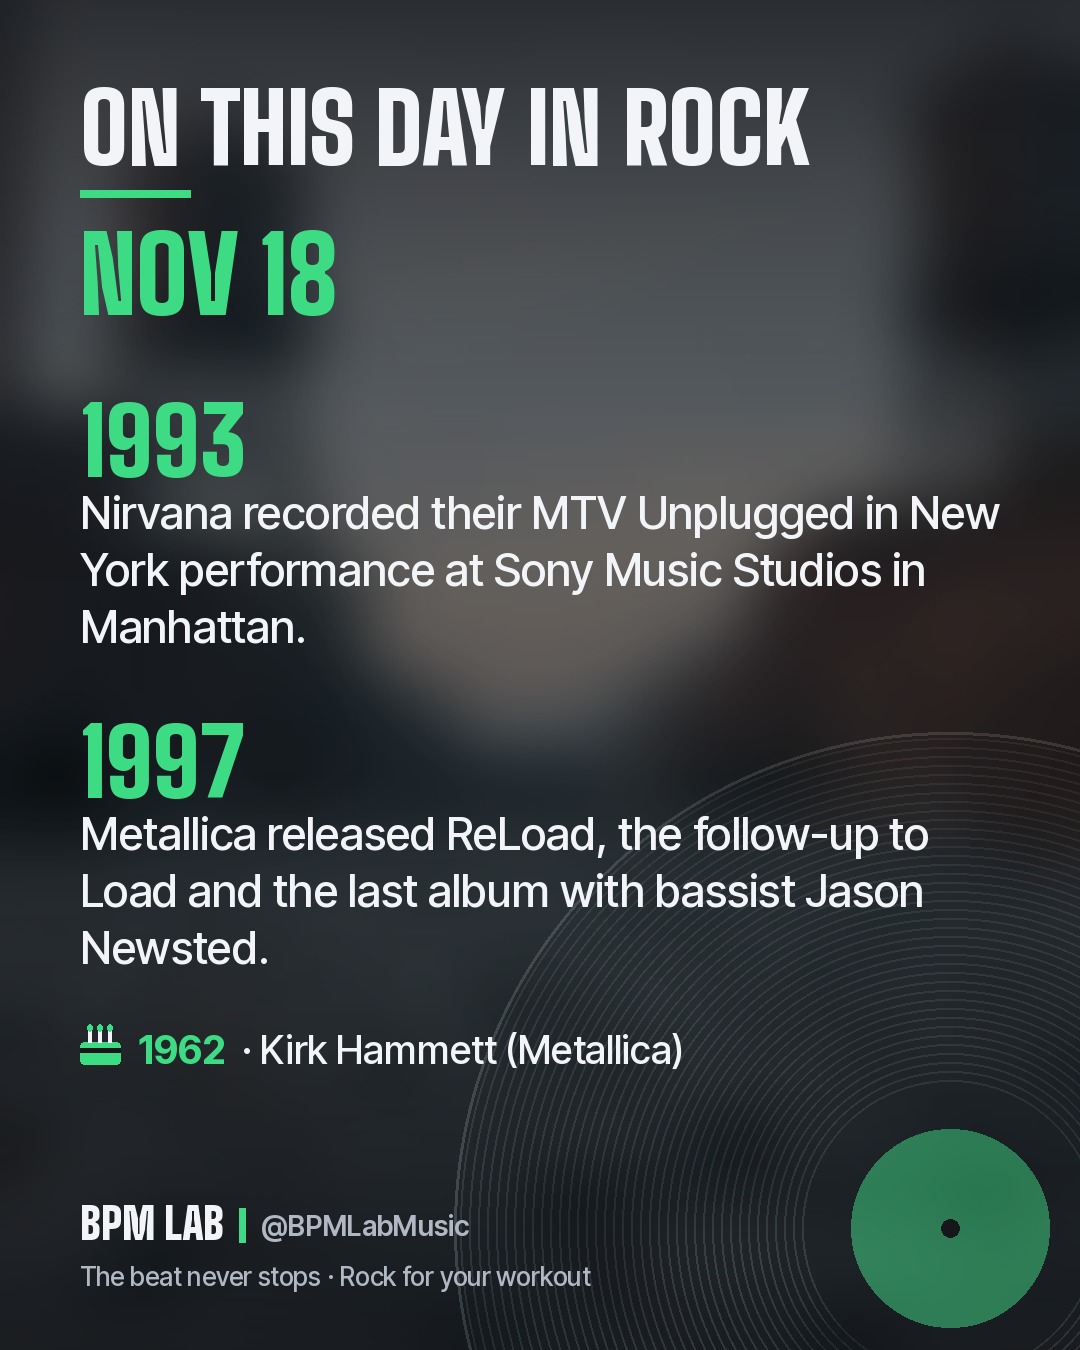 ON THIS DAY IN ROCK
NOV 18
1993
Nirvana recorded their MTV Unplugged in New
York performance at Sony Music Studios in
Manhattan.
1997
Metallica released ReLoad, the follow-up to
Load and the last album with bassist Jason
Newsted.
1962 · Kirk Hammett (Metallica)
BPM LAB | @BPMLabMusic
The beat never stops · Rock for your workout